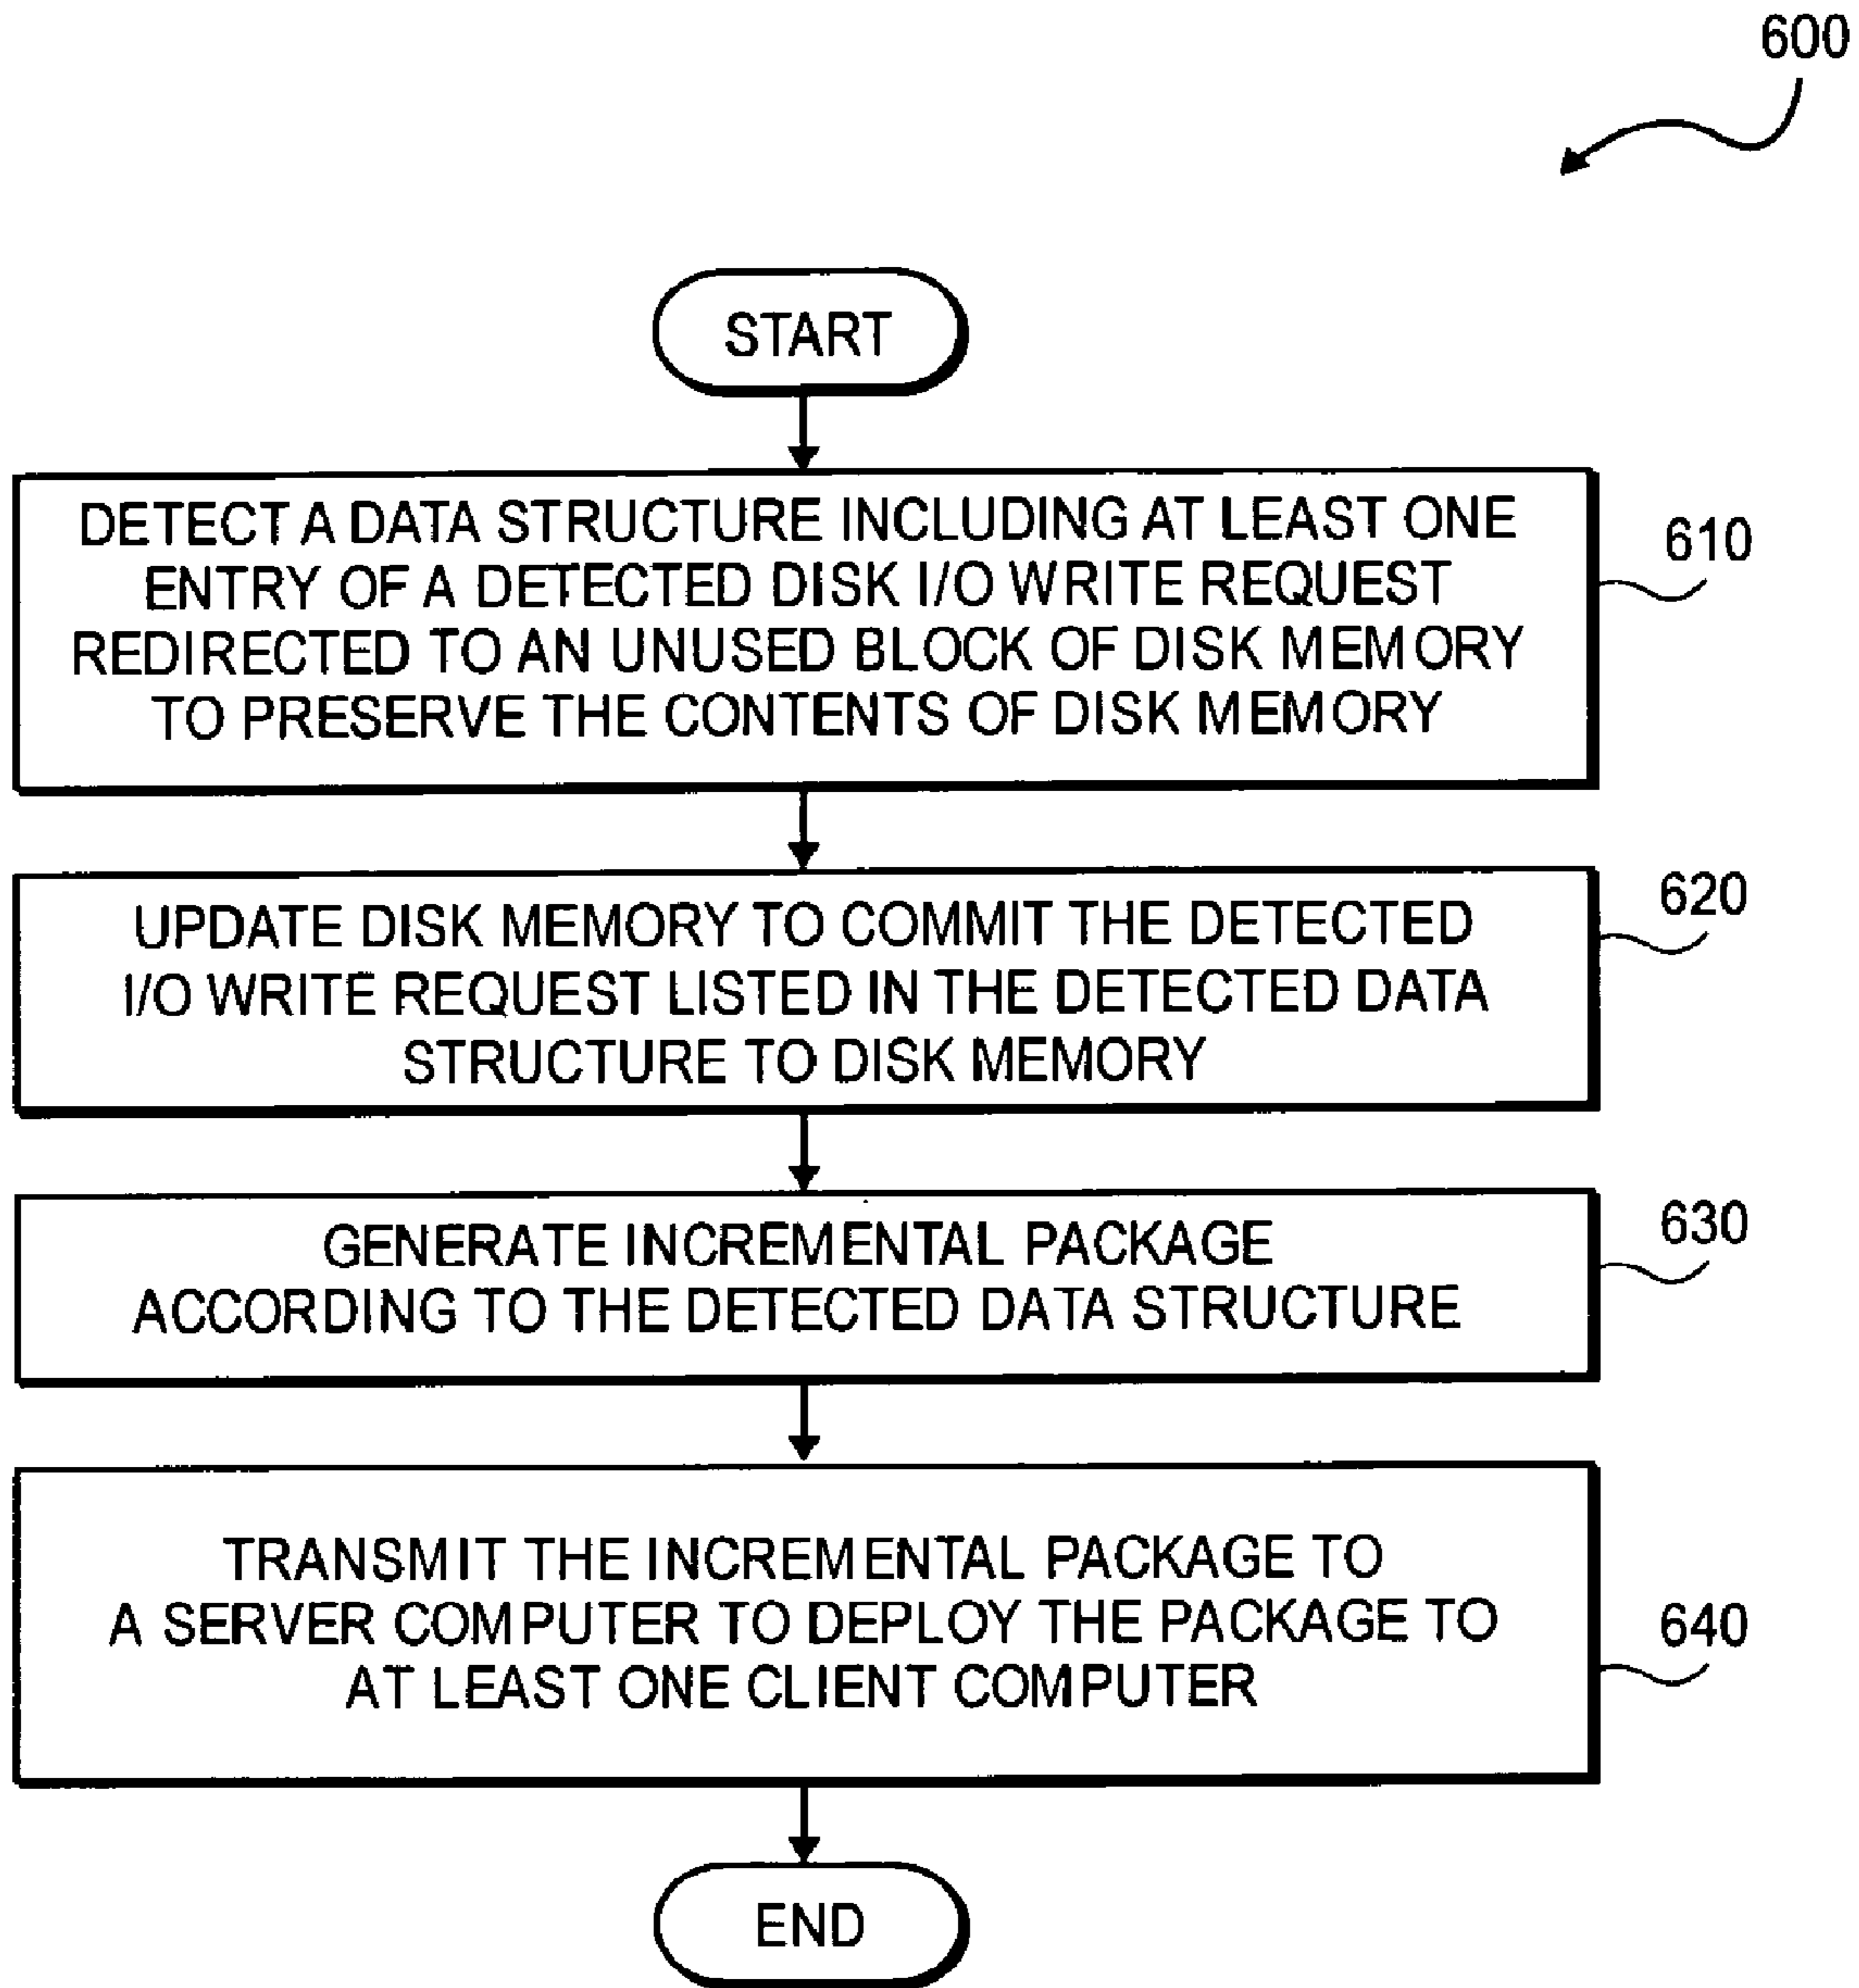 600
START
DETECT A DATA STRUCTURE INCLUDING AT LEAST ONE
ENTRY OF A DETECTED DISK I/O WRITE REQUEST
REDIRECTED TO AN UNUSED BLOCK OF DISK MEMORY
TO PRESERVE THE CONTENTS OF DISK MEMORY
610
UPDATE DISK MEMORY TO COMMIT THE DETECTED
I/O WRITE REQUEST LISTED IN THE DETECTED DATA
STRUCTURE TO DISK MEMORY
620
GENERATE INCREMENTAL PACKAGE
ACCORDING TO THE DETECTED DATA STRUCTURE
630
TRANSMIT THE INCREMENTAL PACKAGE TO
A SERVER COMPUTER TO DEPLOY THE PACKAGE TO
AT LEAST ONE CLIENT COMPUTER
640
END